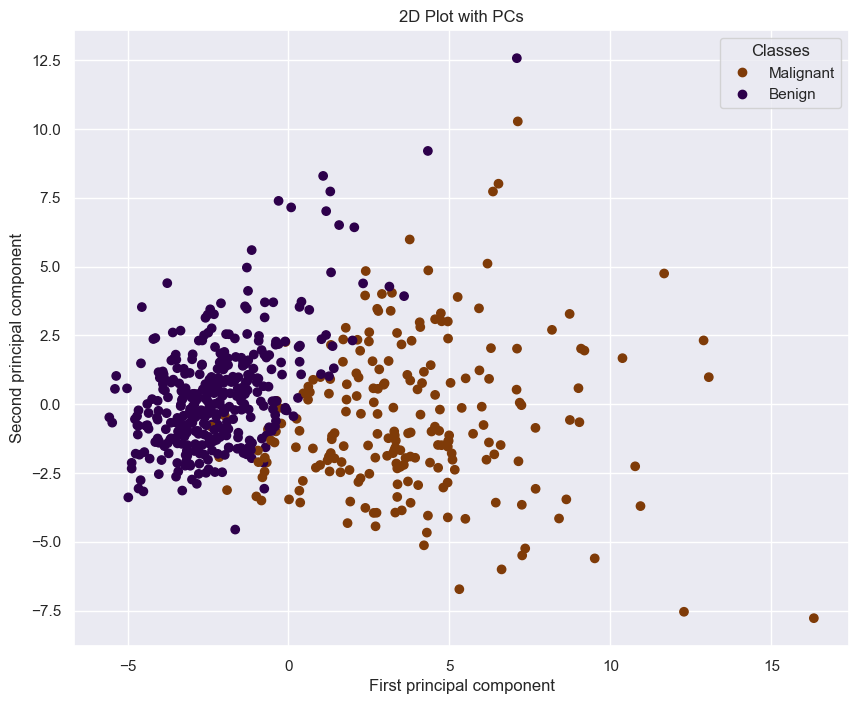 2D Plot with PCs
Classes
Malignant
Benign
12.5
10.0
7.5
5.0
2.5
0.0
−2.5
−5.0
−7.5
Second principal component
−5
0
5
10
15
First principal component